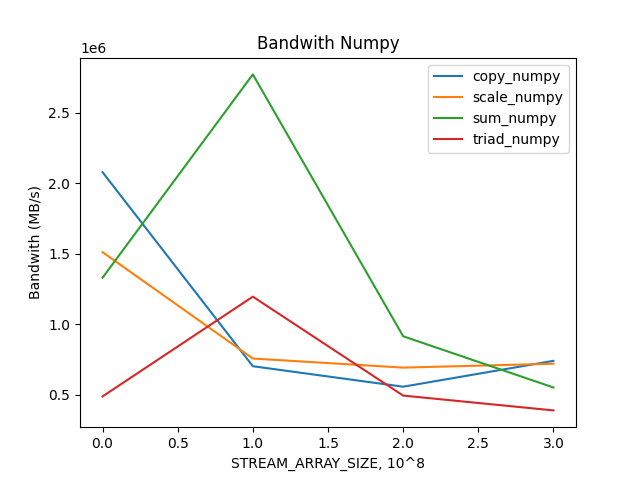 Bandwith Numpy
1e6
copy_numpy
scale_numpy
sum_numpy
triad_numpy
2.5
2.0
1.5
1.0
0.5
Bandwith (MB/s)
0.0 0.5 1.0 1.5 2.0 2.5 3.0
STREAM_ARRAY_SIZE, 10^8